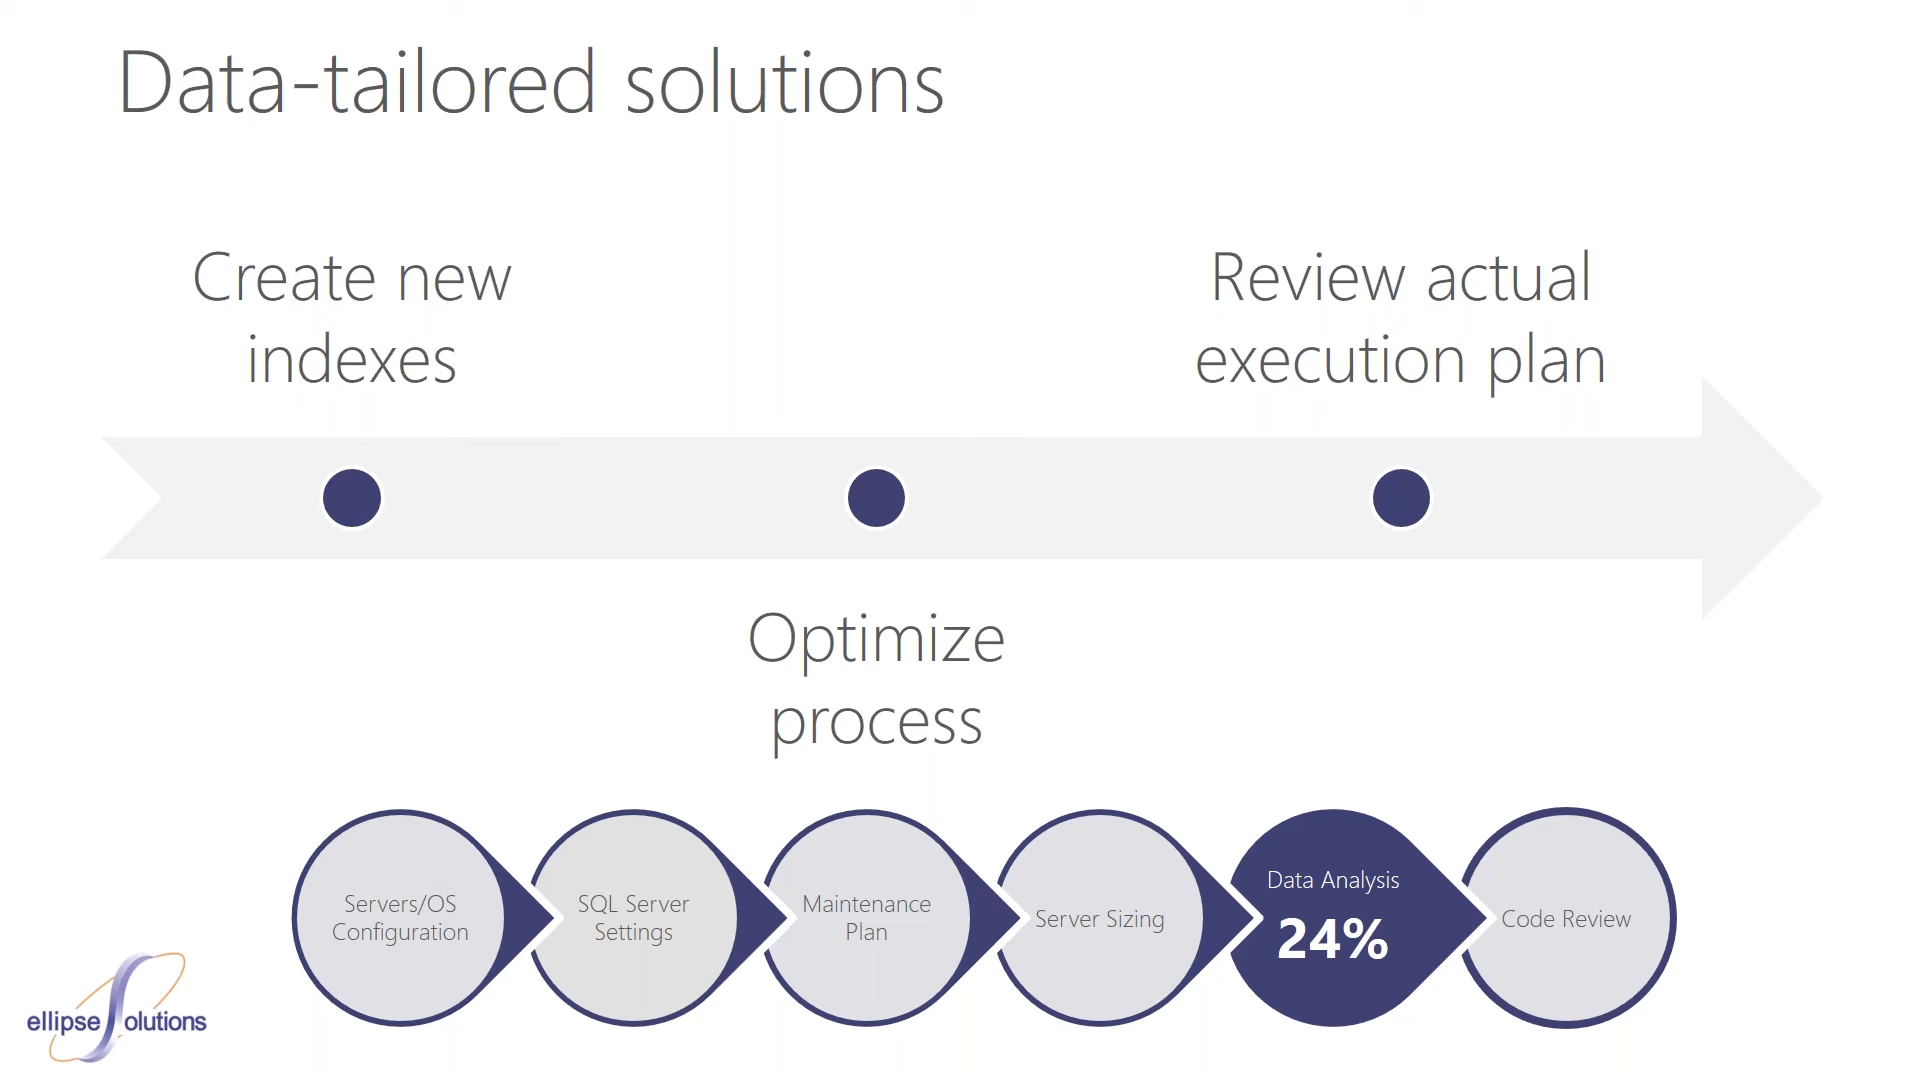 Data-tailored solutions
Create new
indexes
Review actual
execution plan
Optimize
process
Servers/OS
Configuration
SQL Server
Settings
Maintenance
Plan
Server Sizing
Data Analysis
24%
Code Review
ellipse Solutions